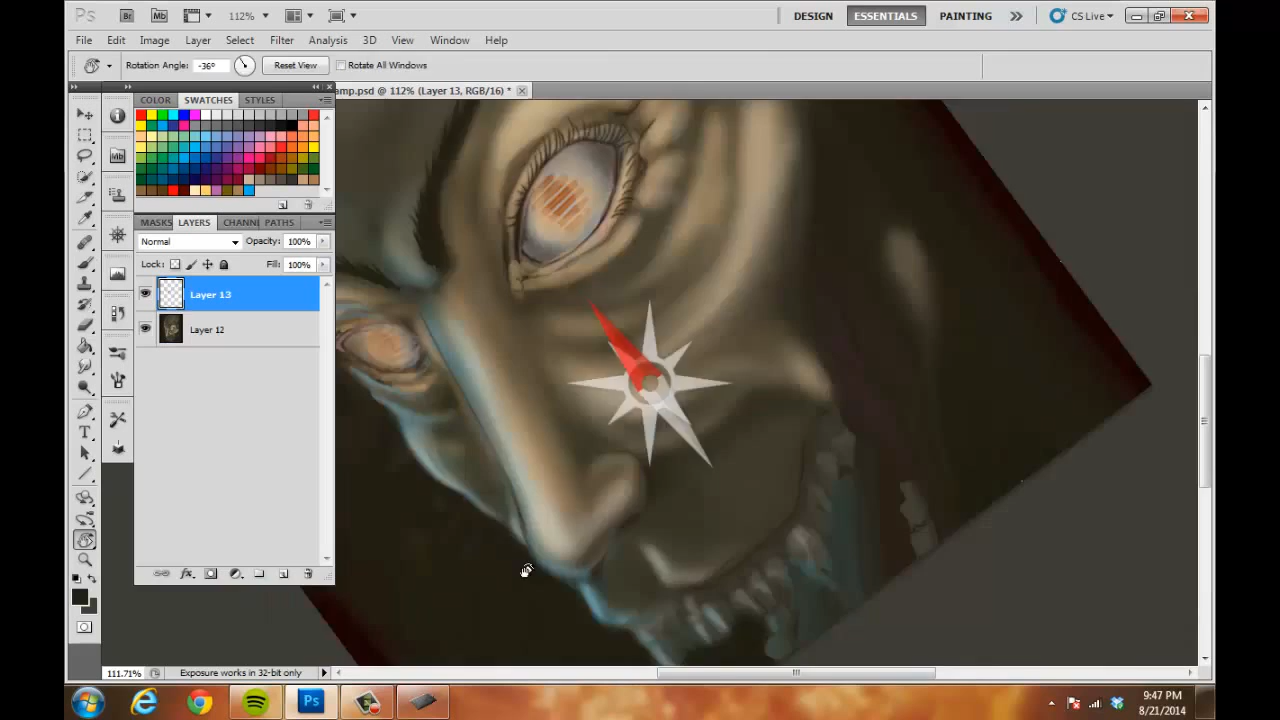 Ps Br Mb 112% DESIGN ESSENTIALS PAINTING CS Live
File Edit Image Layer Select Filter Analysis 3D View Window Help
Rotation Angle: -36° Reset View Rotate All Windows
amp.psd @ 112% (Layer 13, RGB/16) *
COLOR SWATCHES STYLES
Mb
MASKS LAYERS CHANNI PATHS
Normal Opacity: 100%
Lock: Fill: 100%
Layer 13
Layer 12
T
111.71% Exposure works in 32-bit only
Ps
9:47 PM
8/21/2014